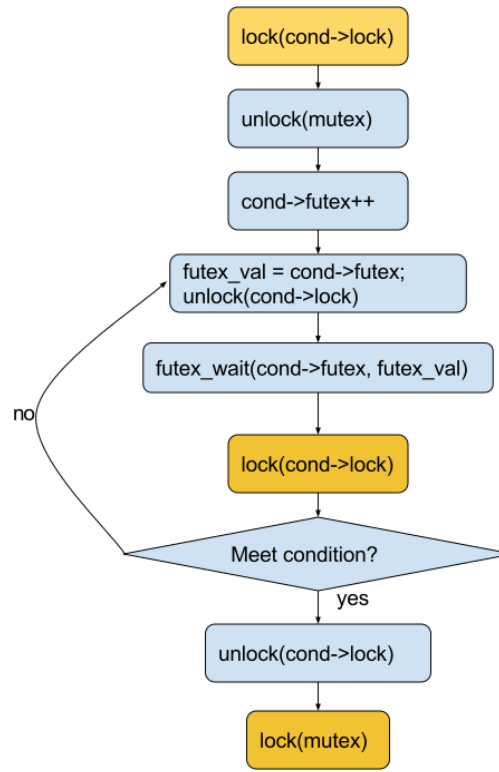 lock(cond->lock)
unlock(mutex)
cond->futex++
futex_val = cond->futex;
unlock(cond->lock)
futex_wait(cond->futex, futex_val)
no
lock(cond->lock)
Meet condition?
yes
unlock(cond->lock)
lock(mutex)